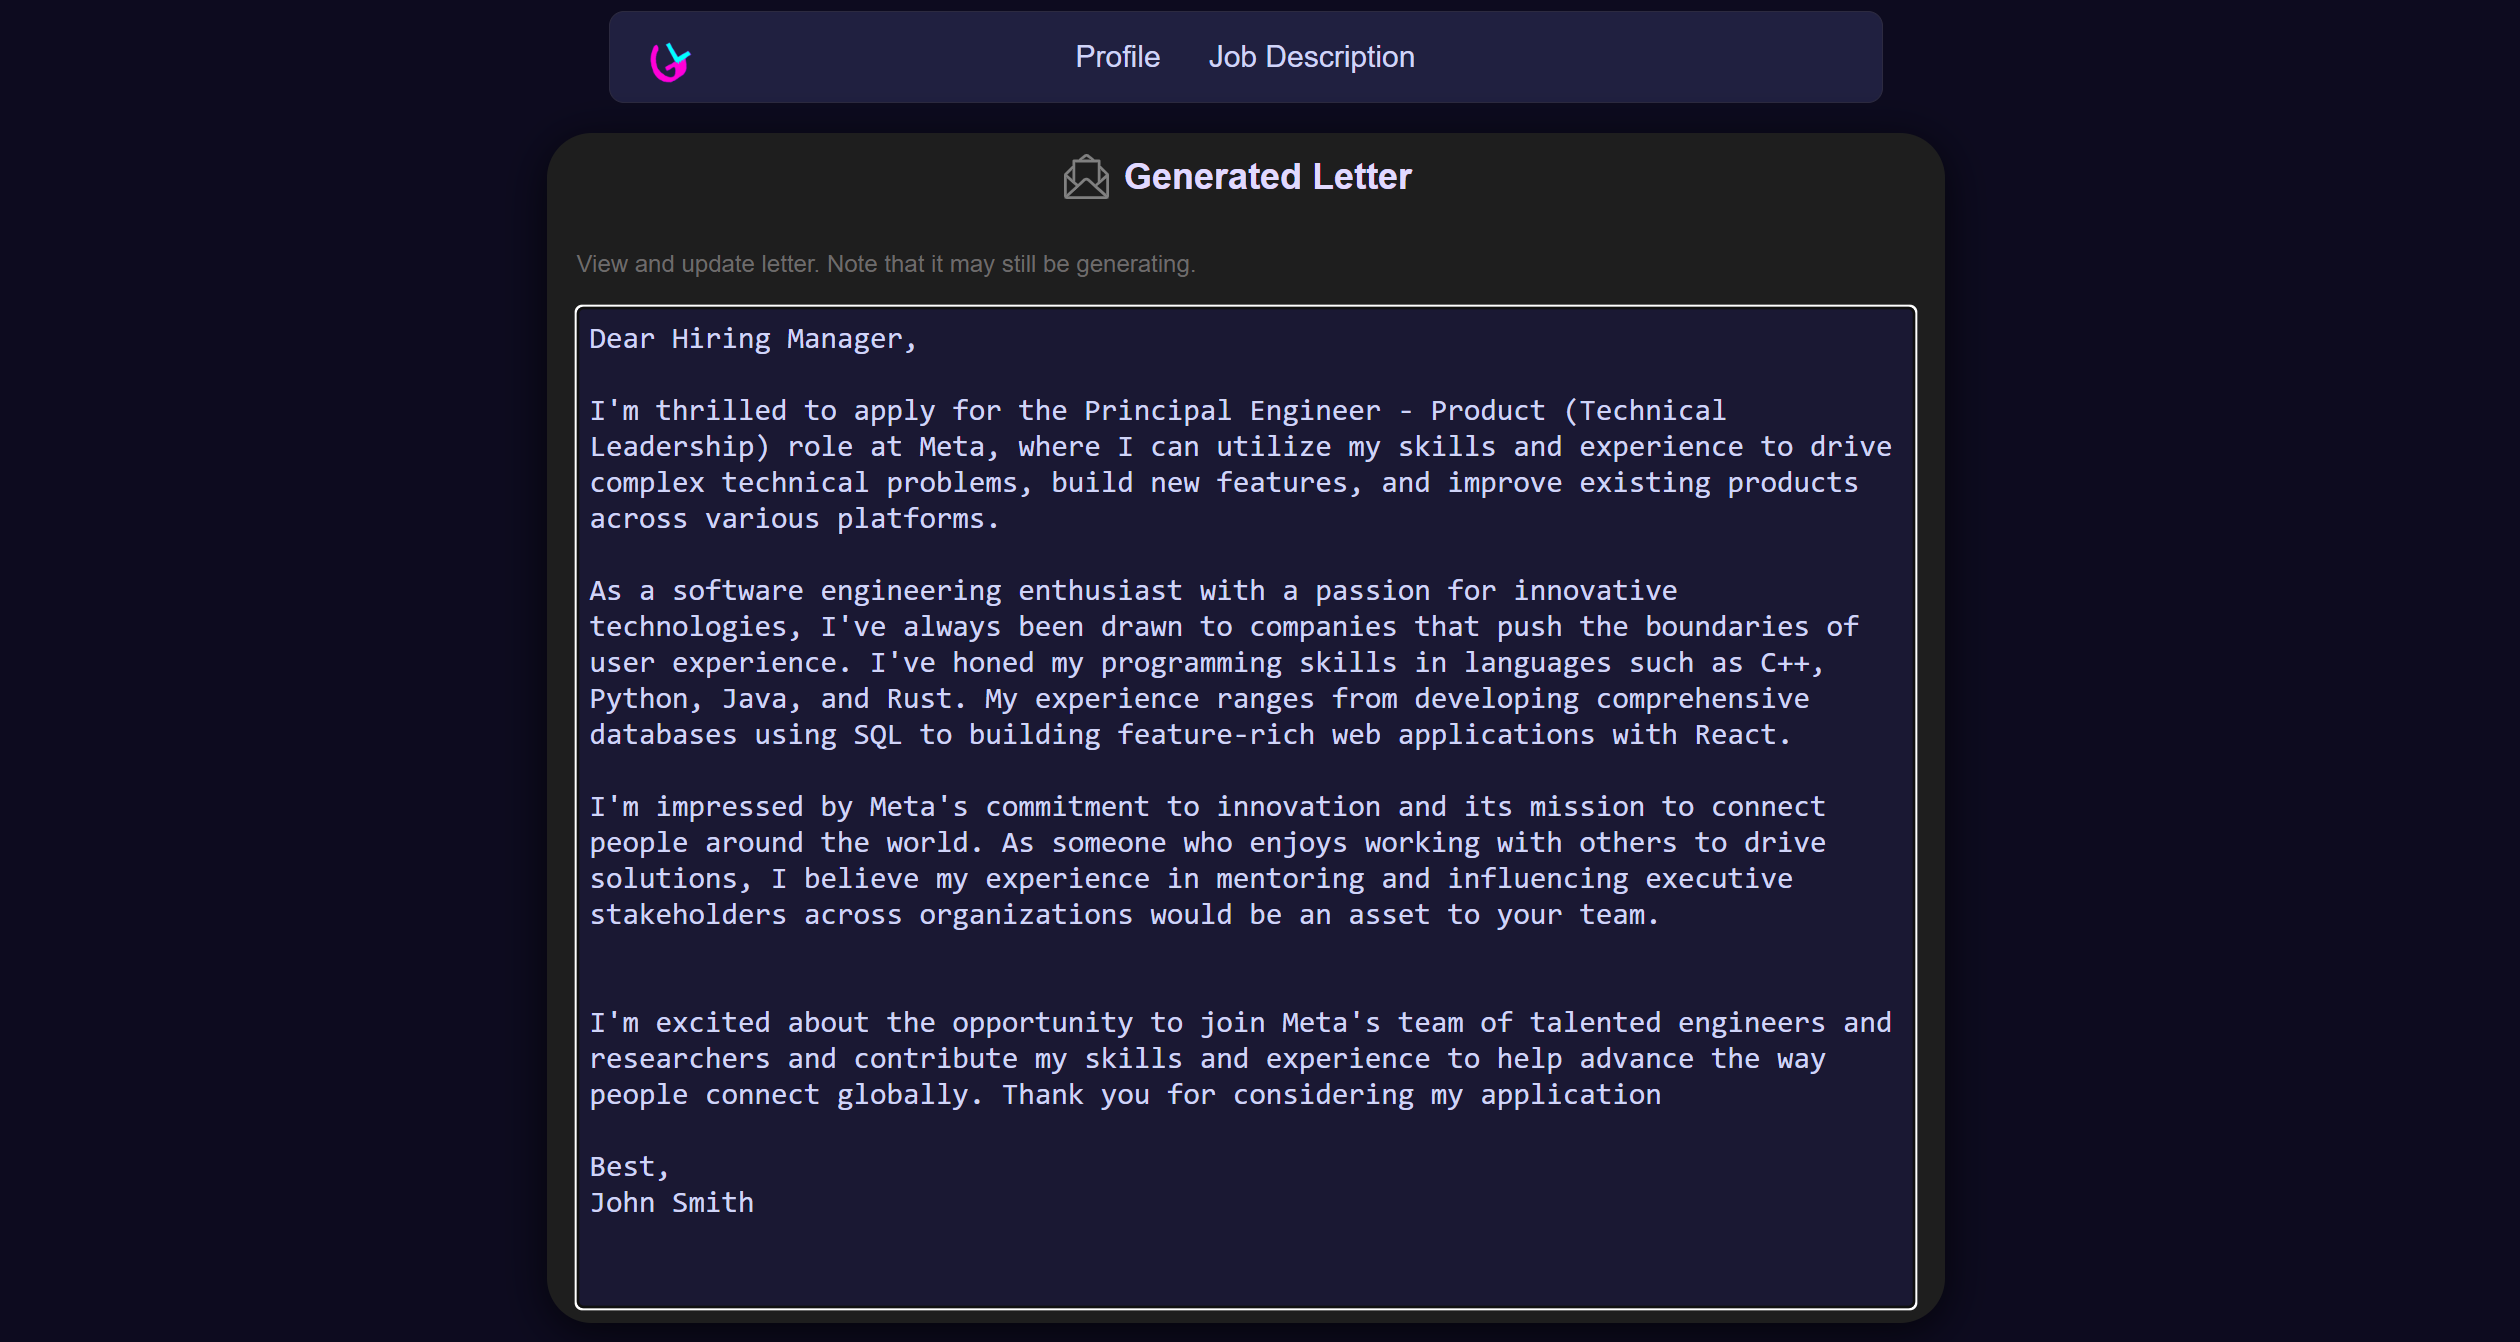 Profile
Job Description
Generated Letter
View and update letter. Note that it may still be generating.
Dear Hiring Manager,
I'm thrilled to apply for the Principal Engineer - Product (Technical
Leadership) role at Meta, where I can utilize my skills and experience to drive
complex technical problems, build new features, and improve existing products
across various platforms.
As a software engineering enthusiast with a passion for innovative
technologies, I've always been drawn to companies that push the boundaries of
user experience. I've honed my programming skills in languages such as C++,
Python, Java, and Rust. My experience ranges from developing comprehensive
databases using SQL to building feature-rich web applications with React.
I'm impressed by Meta's commitment to innovation and its mission to connect
people around the world. As someone who enjoys working with others to drive
solutions, I believe my experience in mentoring and influencing executive
stakeholders across organizations would be an asset to your team.
I'm excited about the opportunity to join Meta's team of talented engineers and
researchers and contribute my skills and experience to help advance the way
people connect globally. Thank you for considering my application
Best,
John Smith